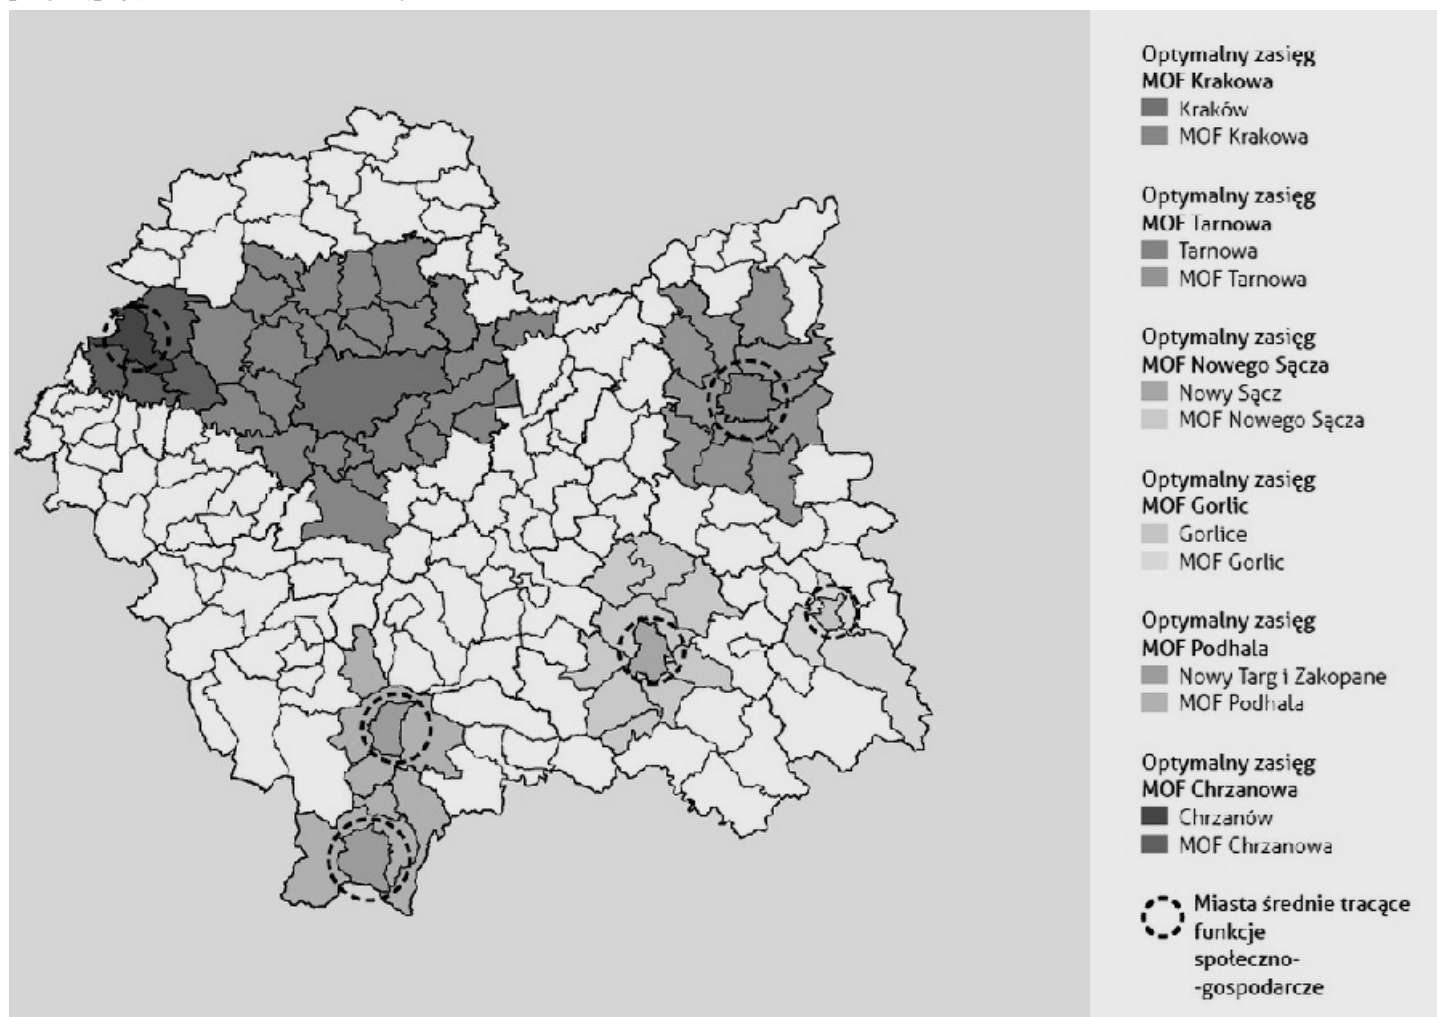 Optymalny zasięg
MOF Krakowa
Kraków
MOF Krakowa
Optymalny zasięg
MOF Tarnowa
Tarnowa
MOF Tarnowa
Optymalny zasięg
MOF Nowego Sącza
Nowy Sącz
MOF Nowego Sącza
Optymalny zasięg
MOF Gorlic
Gorlice
MOF Gorlic
Optymalny zasięg
MOF Podhala
Nowy Targ i Zakopane
MOF Podhala
Optymalny zasięg
MOF Chrzanowa
Chrzanów
MOF Chrzanowa
Miasta średnie tracące
funkcje
społeczno-
-gospodarcze